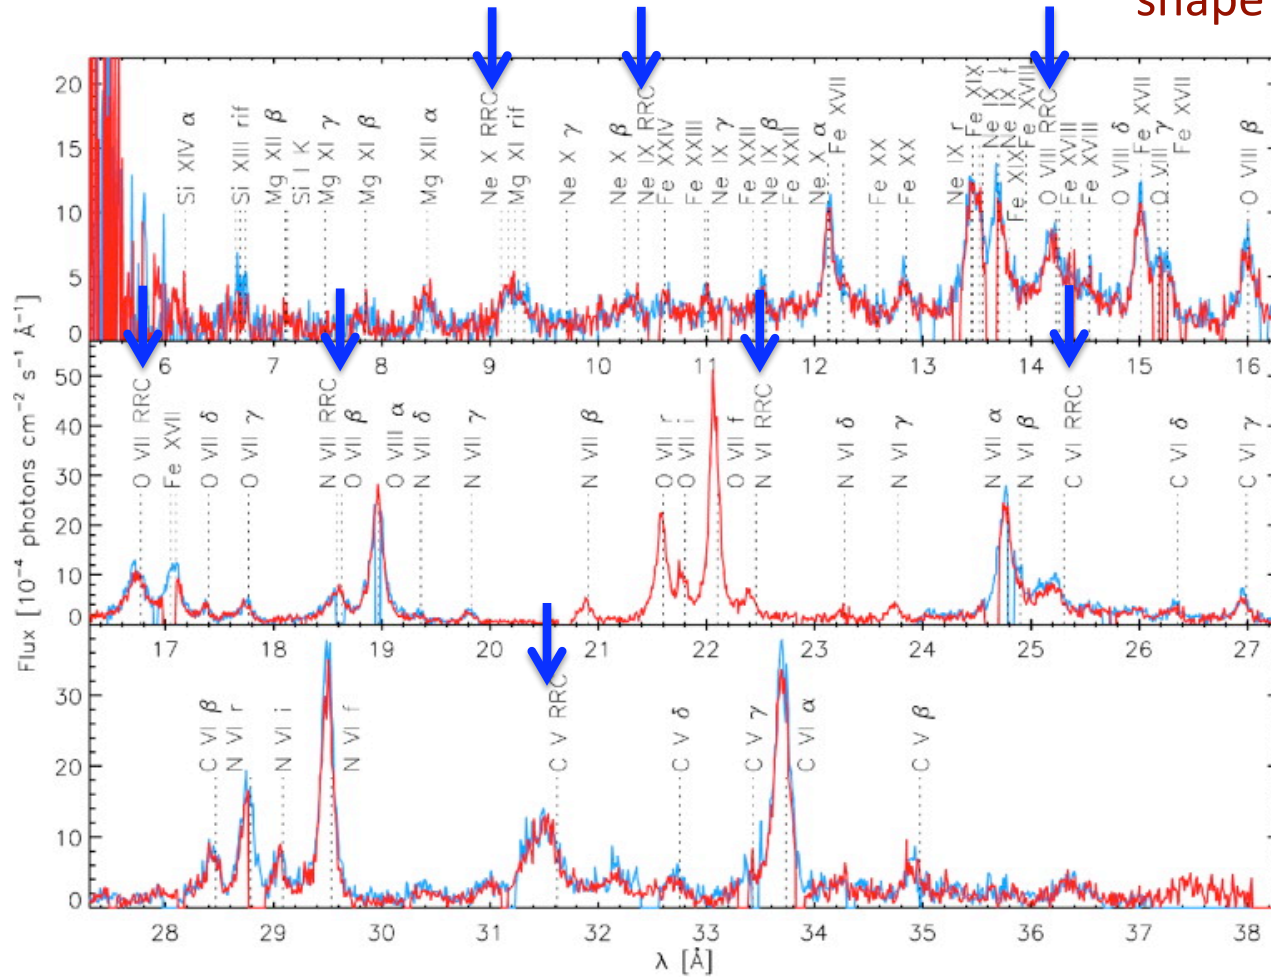 shape
20
15
10
5
0
Si XIV α
Si XIII rif
Mg XII β
Si I K
Mg XI γ
Mg XI β
Mg XII α
Ne X RRC
Mg XI rif
Ne X γ
Ne X β
Ne IX RRC
Fe XXIV
Fe XXIII
Ne IX γ
Fe XXII
Ne IX β
Fe XXII
Ne X α
Fe XVII
Fe XX
Fe XX
Ne IX r
Fe XIX
Ne IX i
Fe XIX
Ne IX f
Fe XVIII
O VIII RRC
Fe XVIII
Fe XVIII
O VIII δ
Fe XVII
O VIII γ
Fe XVII
O VIII β
6 7 8 9 10 11 12 13 14 15 16
50
40
30
20
10
0
O VII RRC
Fe XVII
O VII δ
O VII γ
N VII RRC
O VII β
O VIII α
N VII δ
N VII γ
N VII β
O VII r
O VII i
O VII f
N VI RRC
N VI δ
N VI γ
N VII α
N VI β
C VI RRC
C VI δ
C VI γ
17 18 19 20 21 22 23 24 25 26 27
Flux [10⁻⁴ photons cm⁻² s⁻¹ Å⁻¹]
30
20
10
0
C VI β
N VI r
N VI i
N VI f
C V RRC
C V δ
C V γ
C VI α
C V β
28 29 30 31 32 33 34 35 36 37 38
λ [Å]